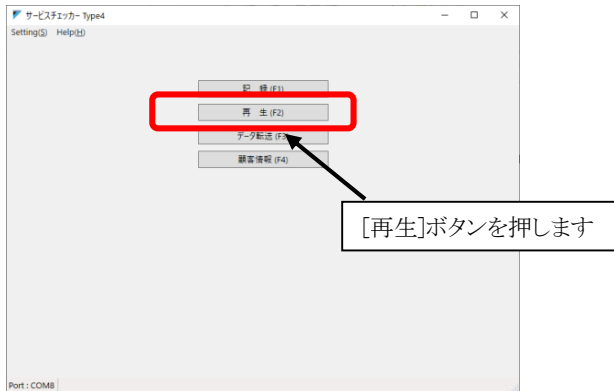 サービスチェッカー Type4
Setting(S) Help(H)
記 録 (F1)
再 生 (F2)
データ転送 (F3)
顧客情報 (F4)
[再生]ボタンを押します
Port : COM8